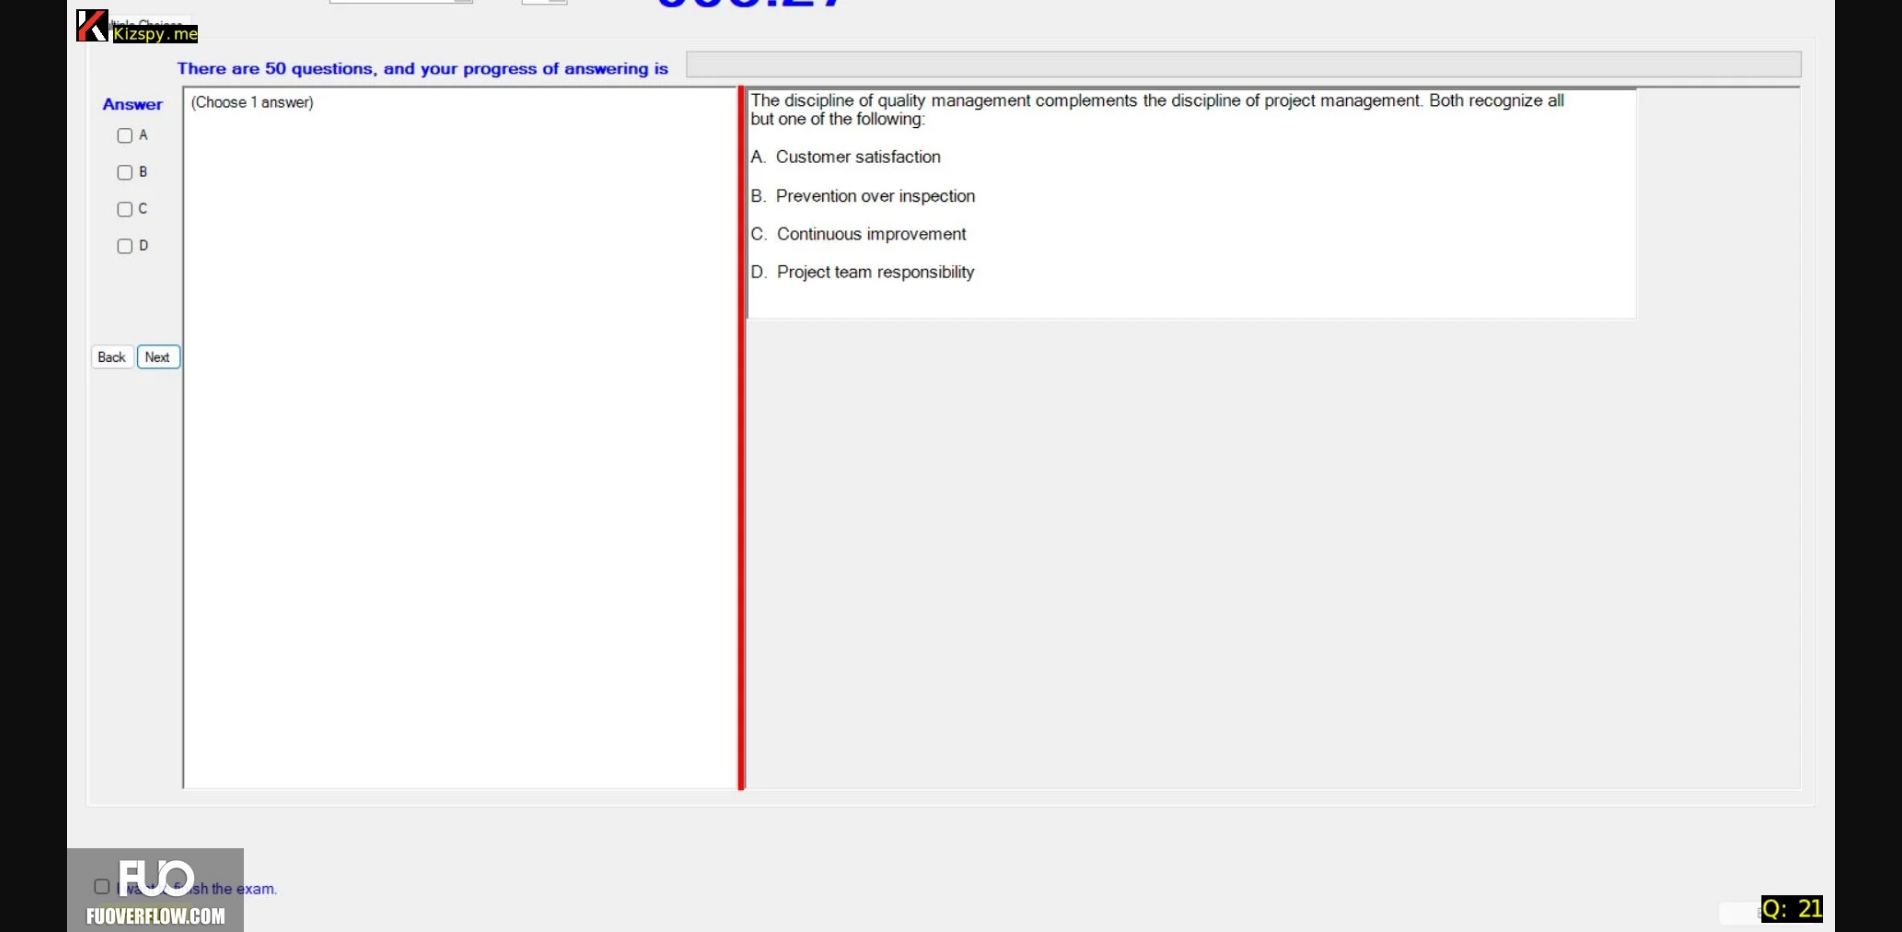 Kizspy.me
There are 50 questions, and your progress of answering is
Answer
(Choose 1 answer)
A
B
C
D
Back
Next
The discipline of quality management complements the discipline of project management. Both recognize all
but one of the following:
A. Customer satisfaction
B. Prevention over inspection
C. Continuous improvement
D. Project team responsibility
FUO
finish the exam.
FUOVERFLOW.COM
Q: 21